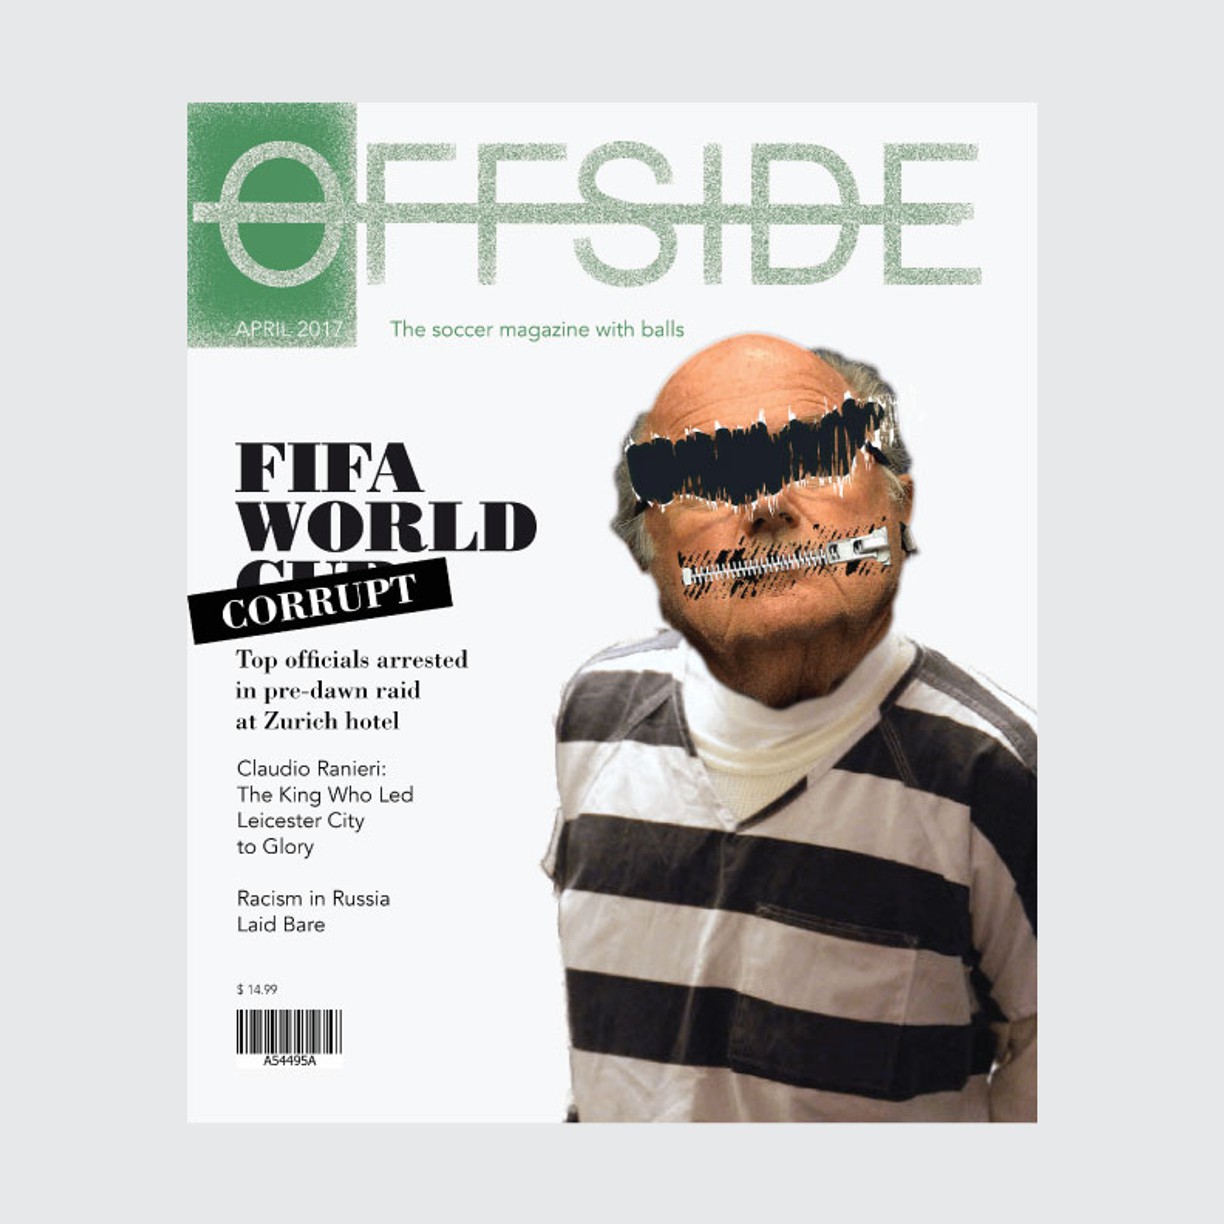 OFFSIDE
APRIL 2017
The soccer magazine with balls
FIFA
WORLD
CUP
CORRUPT
Top officials arrested
in pre-dawn raid
at Zurich hotel
Claudio Ranieri:
The King Who Led
Leicester City
to Glory
Racism in Russia
Laid Bare
$ 14.99
A54495A